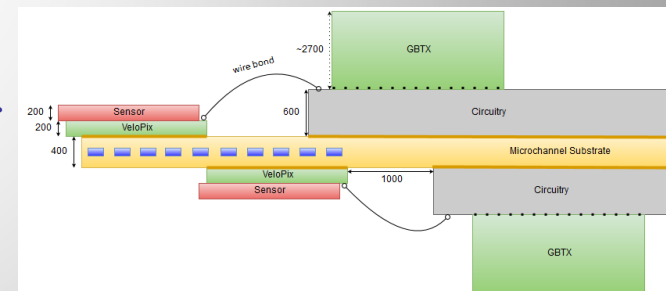 ~2700
GBTX
wire bond
200
Sensor
600
Circuitry
200
VeloPix
400
Microchannel Substrate
VeloPix
1000
Sensor
Circuitry
GBTX